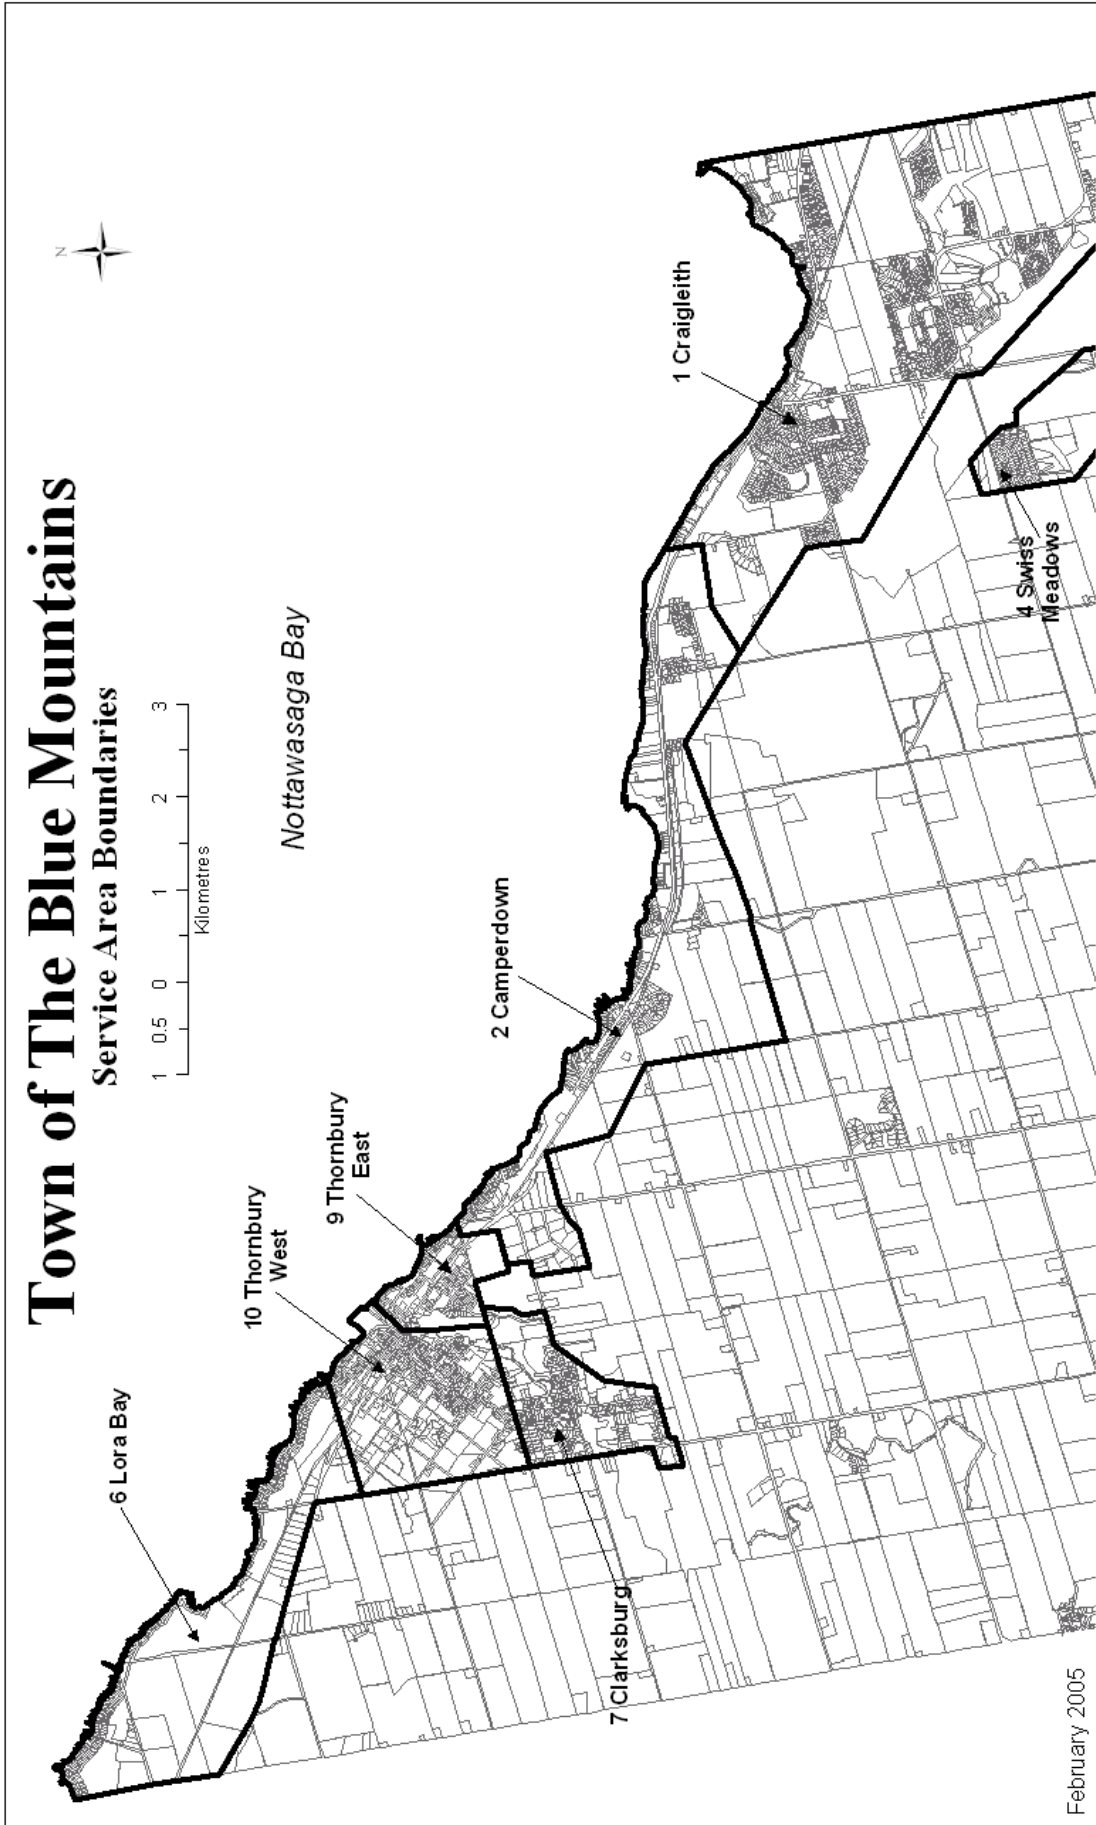 Town of The Blue Mountains
Service Area Boundaries
1 0.5 0 1 2 3
Kilometres
N
Nottawasaga Bay
6 Lora Bay
10 Thornbury
West
9 Thornbury
East
2 Camperdown
1 Craigleith
7 Clarksburg
4 Swiss
Meadows
February 2005